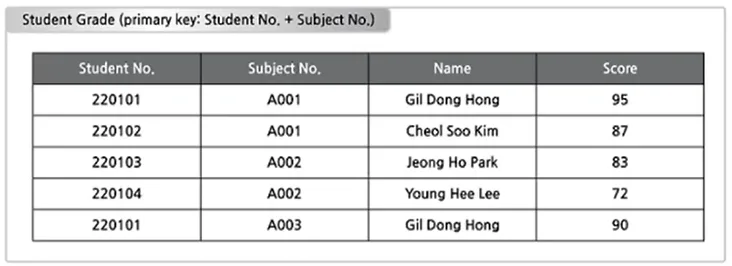 Student Grade (primary key: Student No. + Subject No.)
Student No. Subject No. Name Score
220101 A001 Gil Dong Hong 95
220102 A001 Cheol Soo Kim 87
220103 A002 Jeong Ho Park 83
220104 A002 Young Hee Lee 72
220101 A003 Gil Dong Hong 90